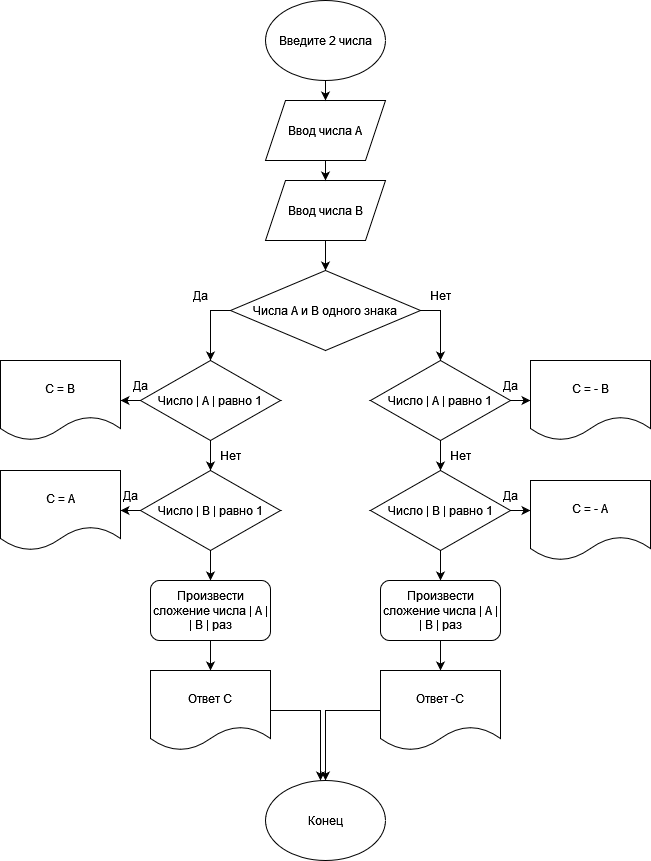 Введите 2 числа
Ввод числа A
Ввод числа B
Да
Нет
Числа A и B одного знака
C = B
Да
Число | A | равно 1
Число | A | равно 1
Да
C = - B
Нет
Нет
C = A
Да
Число | B | равно 1
Число | B | равно 1
Да
C = - A
Произвести
сложение числа | A |
| B | раз
Произвести
сложение числа | A |
| B | раз
Ответ C
Ответ -C
Конец